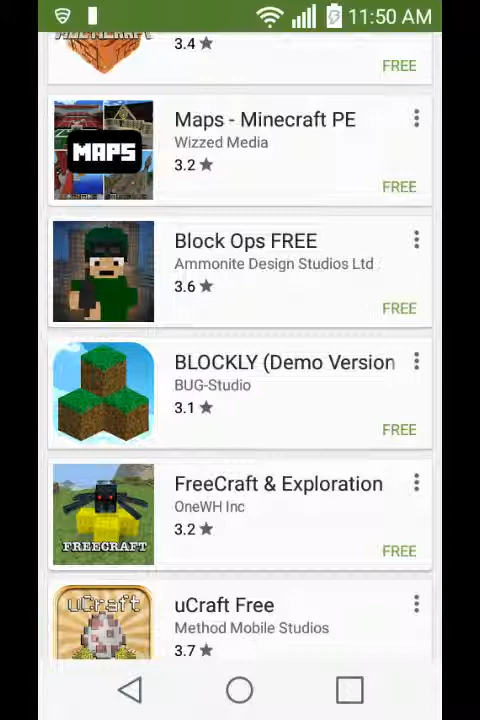 11:50 AM
3.4
FREE
MAPS
Maps - Minecraft PE
Wizzed Media
3.2
FREE
Block Ops FREE
Ammonite Design Studios Ltd
3.6
FREE
BLOCKLY (Demo Version
BUG-Studio
3.1
FREE
FREECRAFT
FreeCraft & Exploration
OneWH Inc
3.2
FREE
uCraft
uCraft Free
Method Mobile Studios
3.7